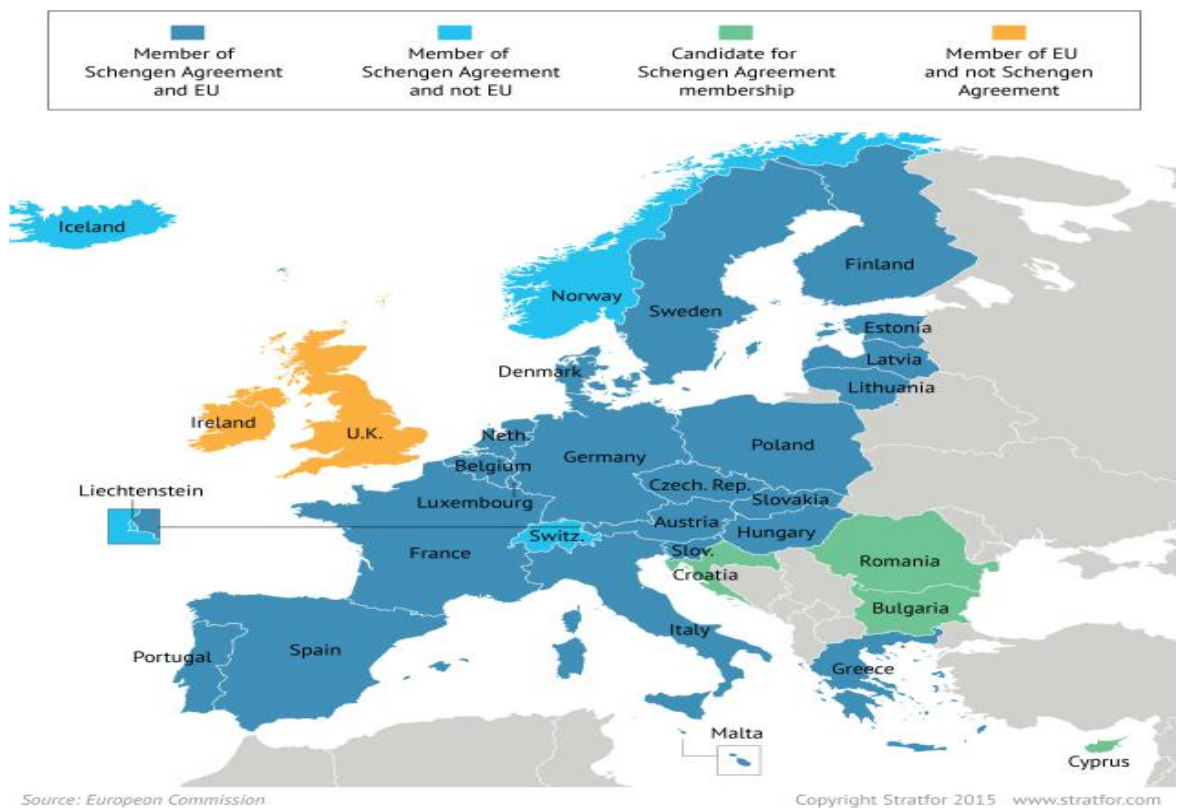 Member of
Schengen Agreement
and EU
Member of
Schengen Agreement
and not EU
Candidate for
Schengen Agreement
membership
Member of EU
and not Schengen
Agreement
Iceland
Norway
Sweden
Finland
Estonia
Latvia
Lithuania
Denmark
Ireland
U.K.
Neth.
Belgium
Luxembourg
Germany
Poland
Czech. Rep.
Slovakia
Liechtenstein
Switz.
Austria
Hungary
France
Slov.
Croatia
Romania
Bulgaria
Portugal
Spain
Italy
Greece
Malta
Cyprus
Source: European Commission
Copyright Stratfor 2015 www.stratfor.com